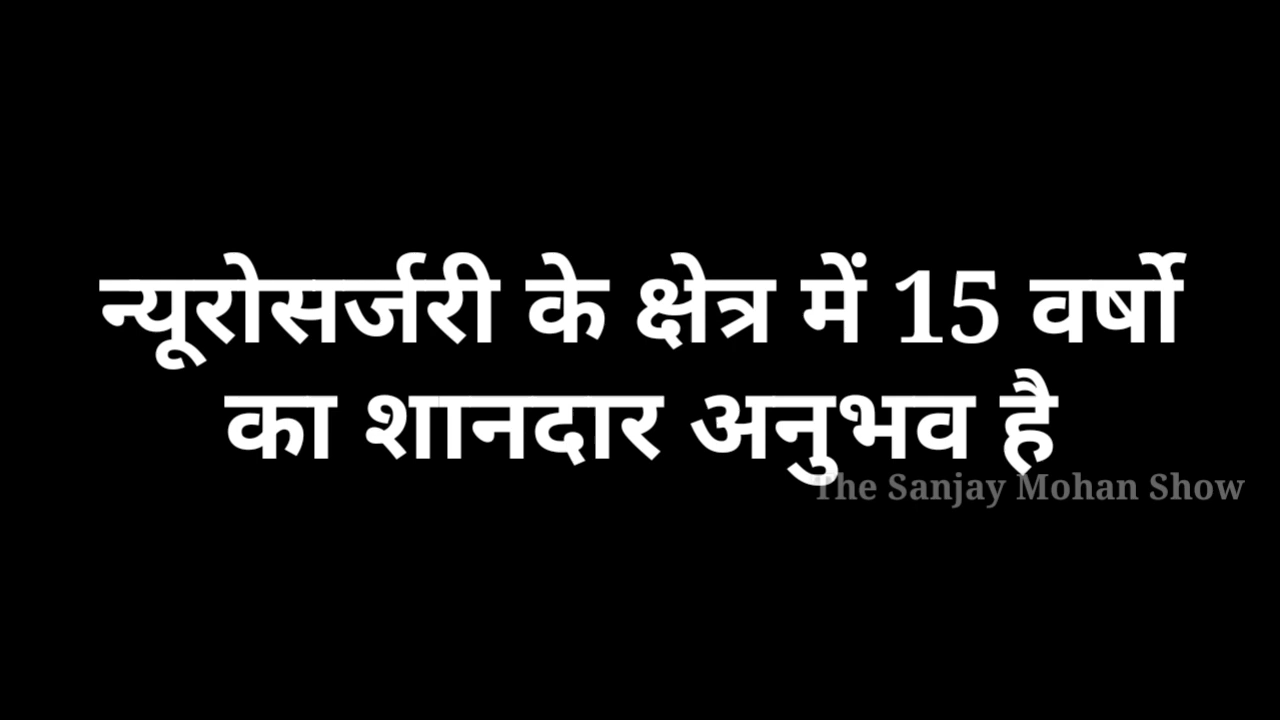 न्यूरोसर्जरी के क्षेत्र में 15 वर्षो
का शानदार अनुभव है
The Sanjay Mohan Show